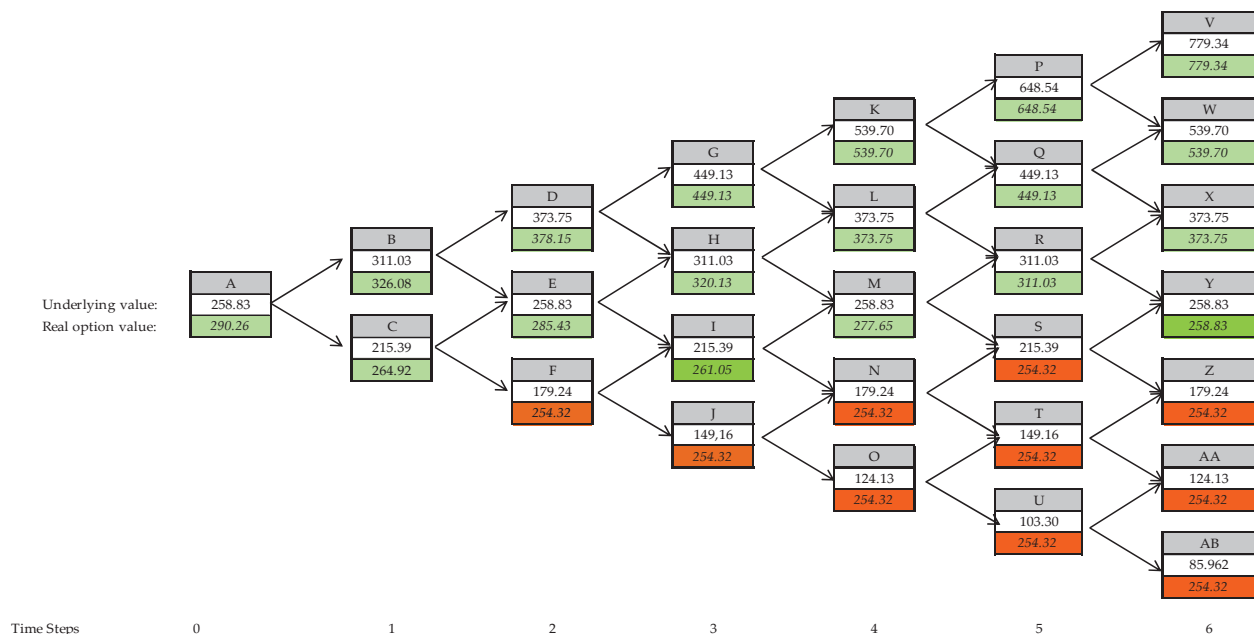 V
779.34
779.34
P
648.54
648.54
K
539.70
539.70
W
539.70
539.70
G
449.13
449.13
Q
449.13
449.13
D
373.75
378.15
L
373.75
373.75
X
373.75
373.75
B
311.03
326.08
H
311.03
320.13
R
311.03
311.03
Underlying value:
Real option value:
A
258.83
290.26
E
258.83
285.43
M
258.83
277.65
Y
258.83
258.83
C
215.39
264.92
I
215.39
261.05
S
215.39
254.32
F
179.24
254.32
N
179.24
254.32
Z
179.24
254.32
J
149,16
254.32
T
149.16
254.32
O
124.13
254.32
AA
124.13
254.32
U
103.30
254.32
AB
85.962
254.32
Time Steps 0 1 2 3 4 5 6